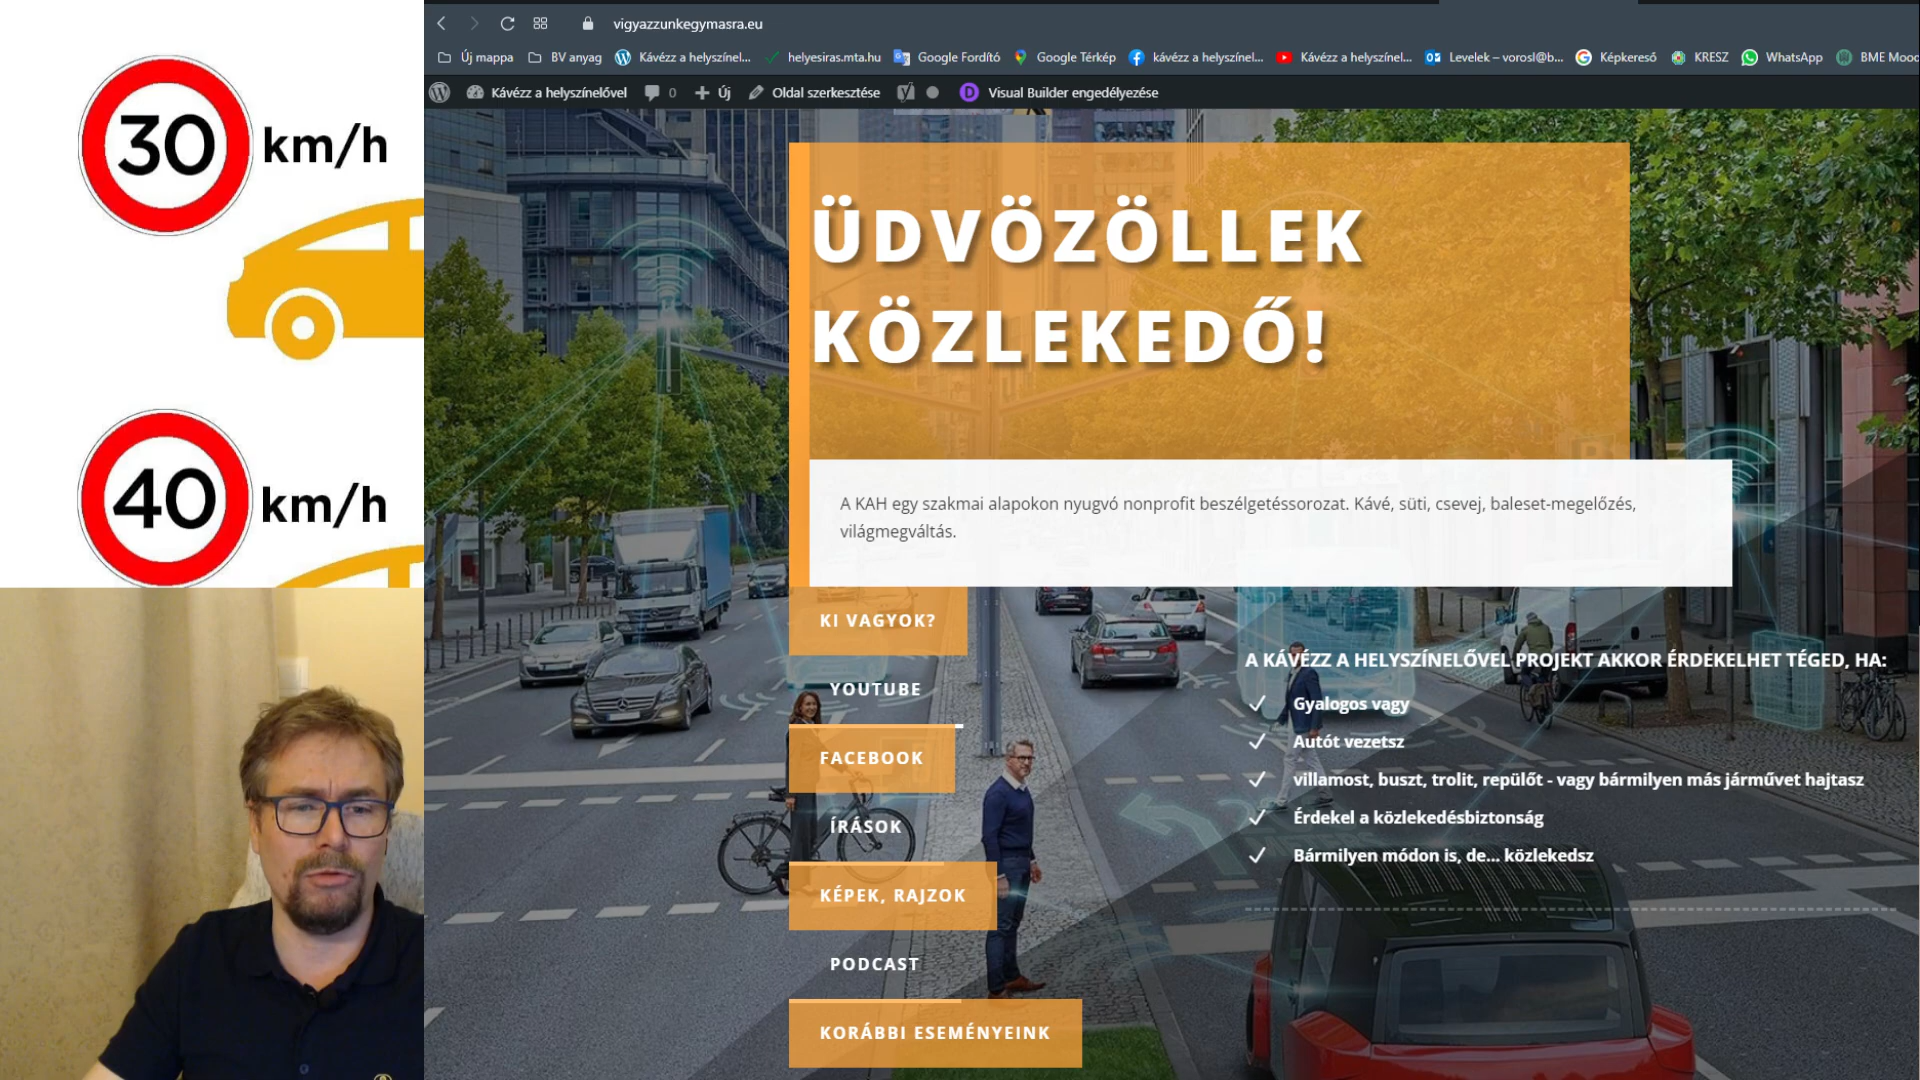 30 km/h
40 km/h
vigyazzunkegymasra.eu
Új mappa
BV anyag
Kávézz a helyszínel...
helyesiras.mta.hu
Google Fordító
Google Térkép
kávézz a helyszínel...
Kávézz a helyszínel...
Levelek – vorosl@b...
Képkereső
KRESZ
WhatsApp
BME Mooc
Kávézz a helyszínelővel
0
Új
Oldal szerkesztése
D
Visual Builder engedélyezése
ÜDVÖZÖLLEK
KÖZLEKEDŐ!
A KAH egy szakmai alapokon nyugvó nonprofit beszélgetéssorozat. Kávé, süti, csevej, baleset-megelőzés,
világmegváltás.
KI VAGYOK?
YOUTUBE
FACEBOOK
ÍRÁSOK
KÉPEK, RAJZOK
PODCAST
KORÁBBI ESEMÉNYEINK
A KÁVÉZZ A HELYSZÍNELŐVEL PROJEKT AKKOR ÉRDEKELHET TÉGED, HA:
Gyalogos vagy
Autót vezetsz
villamost, buszt, trolit, repülőt - vagy bármilyen más járművet hajtasz
Érdekel a közlekedésbiztonság
Bármilyen módon is, de... közlekedsz